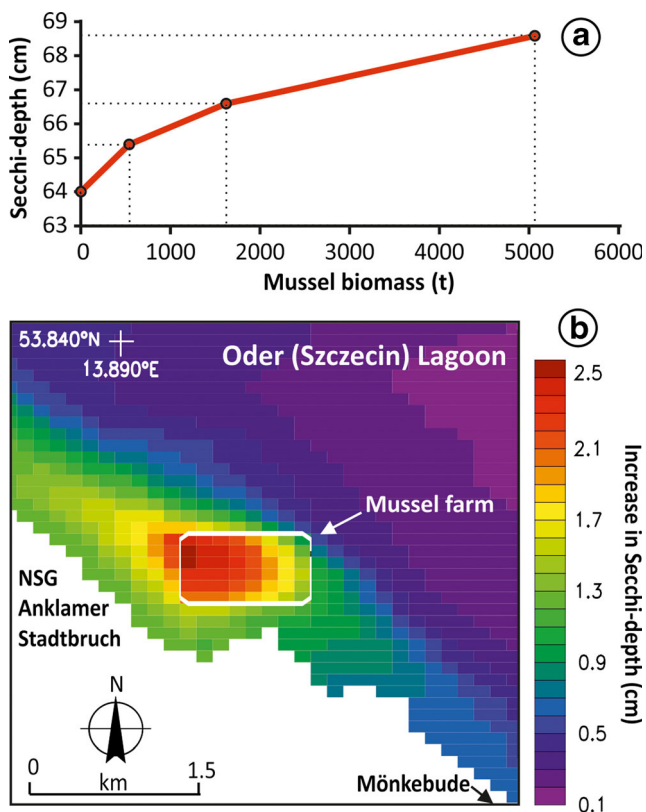 69
68
67
66
65
64
63
Secchi-depth (cm)
a
0 1000 2000 3000 4000 5000 6000
Mussel biomass (t)
b
53.840°N
13.890°E
Oder (Szczecin) Lagoon
Mussel farm
NSG
Anklamer
Stadtbruch
N
0 1.5
km
Mönkebude
2.5
2.1
1.7
1.3
0.9
0.5
0.1
Increase in Secchi-depth (cm)